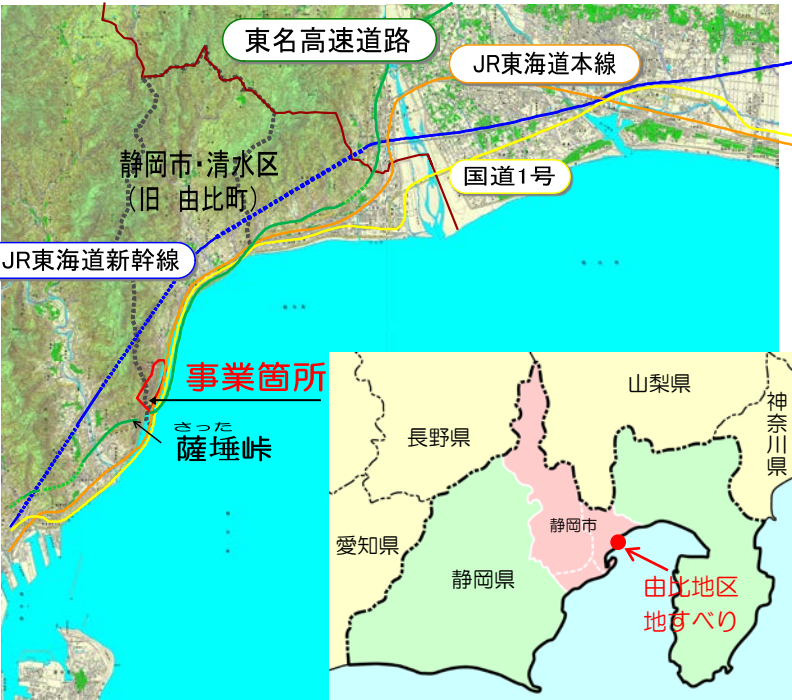 東名高速道路
JR東海道本線
静岡市・清水区
（旧 由比町）
国道1号
JR東海道新幹線
事業箇所
さった
薩埵峠
山梨県
神奈川県
長野県
静岡市
愛知県
静岡県
由比地区
地すべり